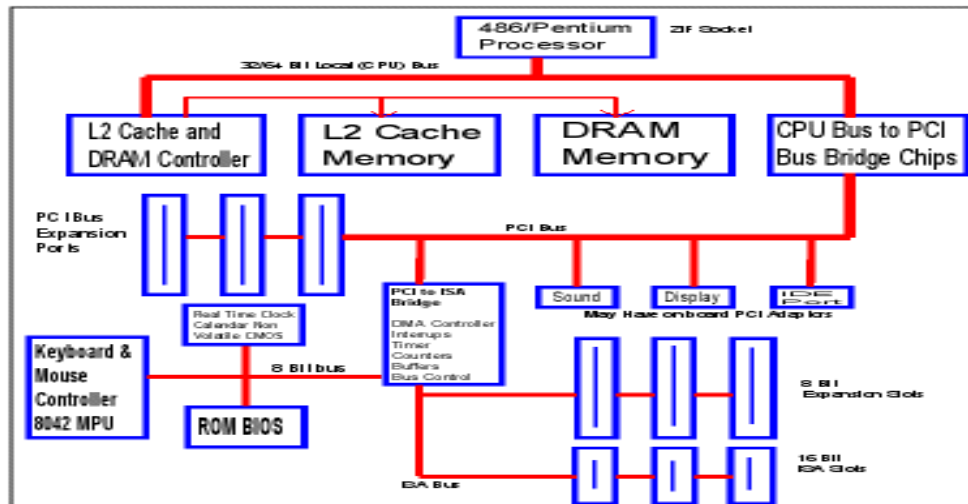 486/Pentium
Processor
ZIF Socket
32/64 Bit Local (CPU) Bus
L2 Cache and
DRAM Controller
L2 Cache
Memory
DRAM
Memory
CPU Bus to PCI
Bus Bridge Chips
PCI Bus
Expansion
Ports
PCI Bus
PCI to ISA
Bridge
DMA Controller
Interrups
Timer
Counters
Buffers
Bus Control
Sound
Display
IDE
Port
May Have onboard PCI Adaptors
Real Time Clock
Calendar Non
Volatile CMOS
Keyboard &
Mouse
Controller
8042 MPU
8 Bit bus
ROM BIOS
8 Bit
Expansion Slots
16 Bit
ISA Slots
ISA Bus